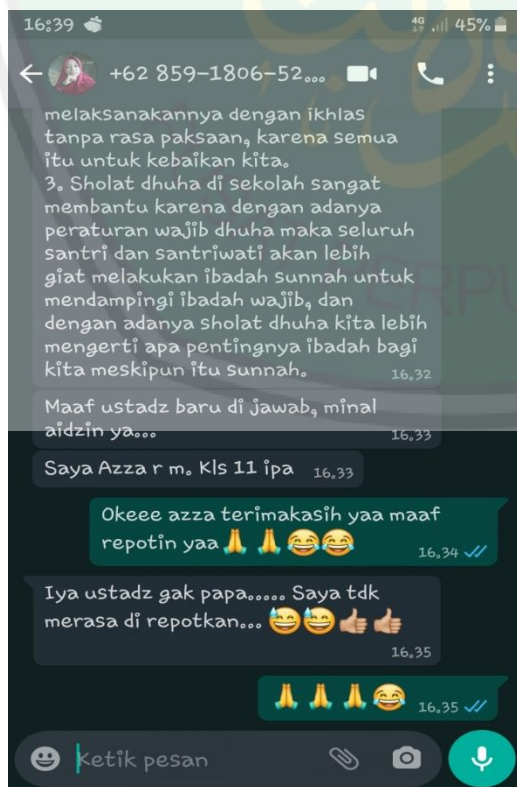 16:39
4G
45%
+62 859-1806-52...
melaksanakannya dengan ikhlas
tanpa rasa paksaan, karena semua
itu untuk kebaikan kita.
3. Sholat dhuha di sekolah sangat
membantu karena dengan adanya
peraturan wajib dhuha maka seluruh
santri dan santriwati akan lebih
giat melakukan ibadah sunnah untuk
mendampingi ibadah wajib, dan
dengan adanya sholat dhuha kita lebih
mengerti apa pentingnya ibadah bagi
kita meskipun itu sunnah.
16.32
Maaf ustadz baru di jawab, minal
aidzin ya...
16.33
Saya Azza r m. Kls 11 ipa
16.33
Okeee azza terimakasih yaa maaf
repotin yaa 🙏 🙏 😂😂
16.34
Iya ustadz gak papa..... Saya tdk
merasa di repotkan... 😅😅👍🏼👍🏼
16.35
🙏 🙏 🙏 😂
16.35
Ketik pesan